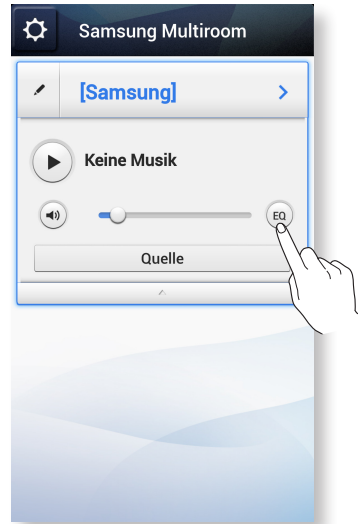 Samsung Multiroom
[Samsung]
Keine Musik
EQ
Quelle